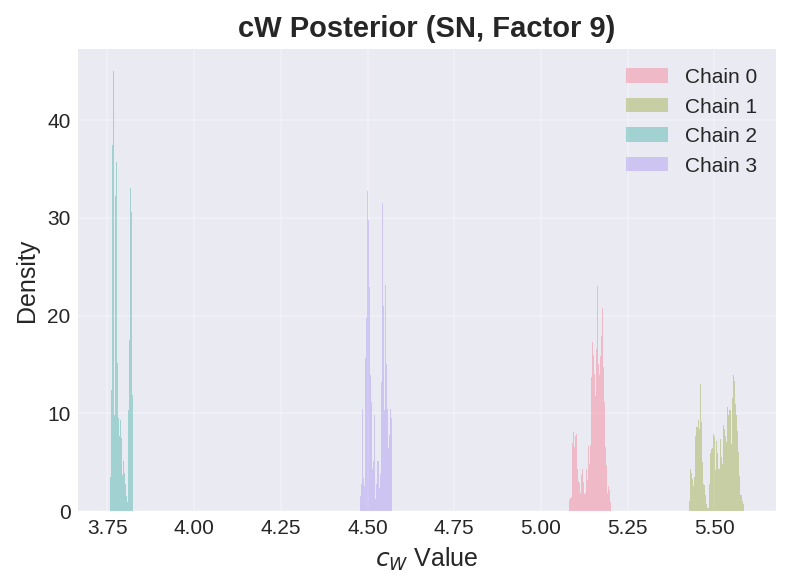 cW Posterior (SN, Factor 9)
Chain 0
Chain 1
Chain 2
Chain 3
Density
40
30
20
10
0
3.75 4.00 4.25 4.50 4.75 5.00 5.25 5.50
c_W Value